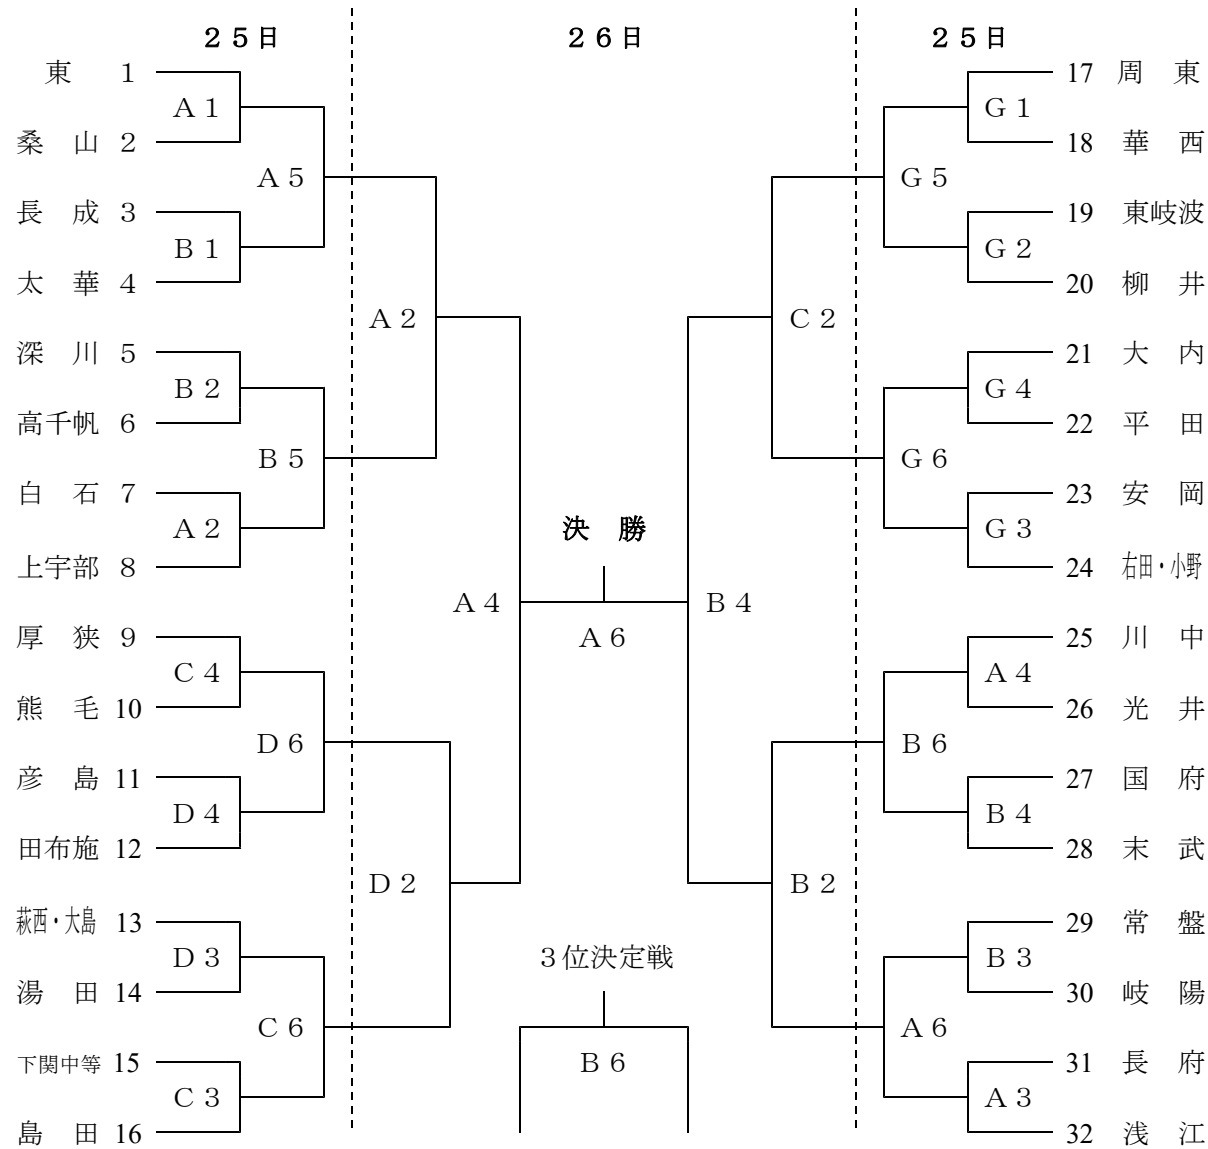 ２５日　２６日　２５日
東　1　17　周　東
Ａ１　Ｇ１
桑　山　2　18　華　西
Ａ５　Ｇ５
長　成　3　19　東岐波
Ｂ１　Ｇ２
太　華　4　20　柳　井
Ａ２　Ｃ２
深　川　5　21　大　内
Ｂ２　Ｇ４
高千帆　6　22　平　田
Ｂ５　Ｇ６
白　石　7　23　安　岡
Ａ２　決　勝　Ｇ３
上宇部　8　24　右田・小野
Ａ４　Ｂ４
厚　狭　9　Ａ６　25　川　中
Ｃ４　Ａ４
熊　毛　10　26　光　井
Ｄ６　Ｂ６
彦　島　11　27　国　府
Ｄ４　Ｂ４
田布施　12　28　末　武
Ｄ２　Ｂ２
萩西・大島　13　29　常　盤
Ｄ３　３位決定戦　Ｂ３
湯　田　14　30　岐　陽
Ｃ６　Ａ６
下関中等　15　Ｂ６　31　長　府
Ｃ３　Ａ３
島　田　16　32　浅　江